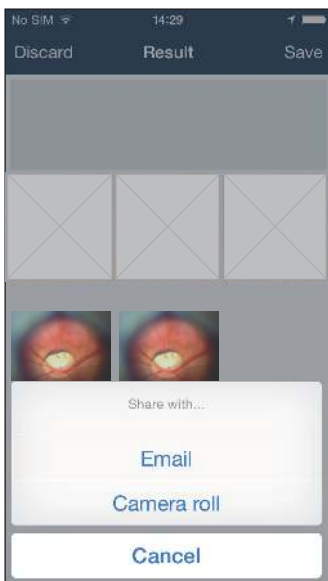 No SIM 14:29
Discard Result Save
Share with...
Email
Camera roll
Cancel